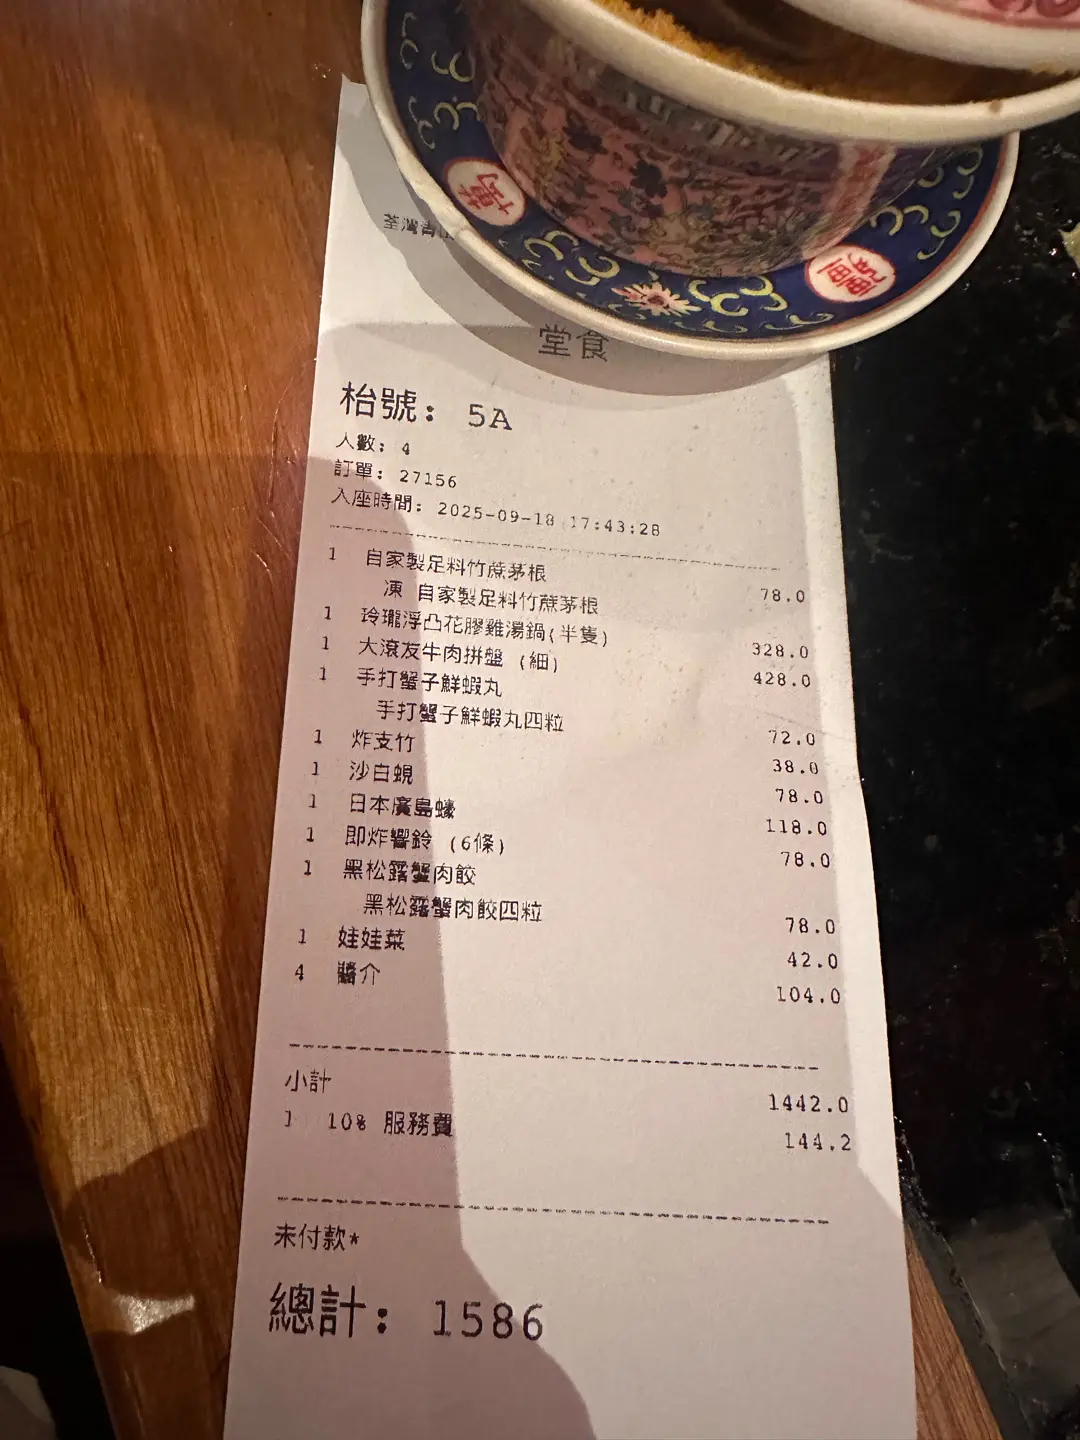 萬
疆
荃灣
堂食
枱號: 5A
人數: 4
訂單: 27156
入座時間: 2025-09-18 17:43:28
1 自家製足料竹蔗茅根
凍 自家製足料竹蔗茅根 78.0
1 玲瓏浮凸花膠雞湯鍋(半隻) 328.0
1 大滾友牛肉拼盤 (細) 428.0
1 手打蟹子鮮蝦丸
手打蟹子鮮蝦丸四粒 72.0
1 炸支竹 38.0
1 沙白蜆 78.0
1 日本廣島蠔 118.0
1 即炸響鈴 (6條) 78.0
1 黑松露蟹肉餃
黑松露蟹肉餃四粒 78.0
1 娃娃菜 42.0
4 醬介 104.0
小計 1442.0
1 10% 服務費 144.2
未付款*
總計: 1586